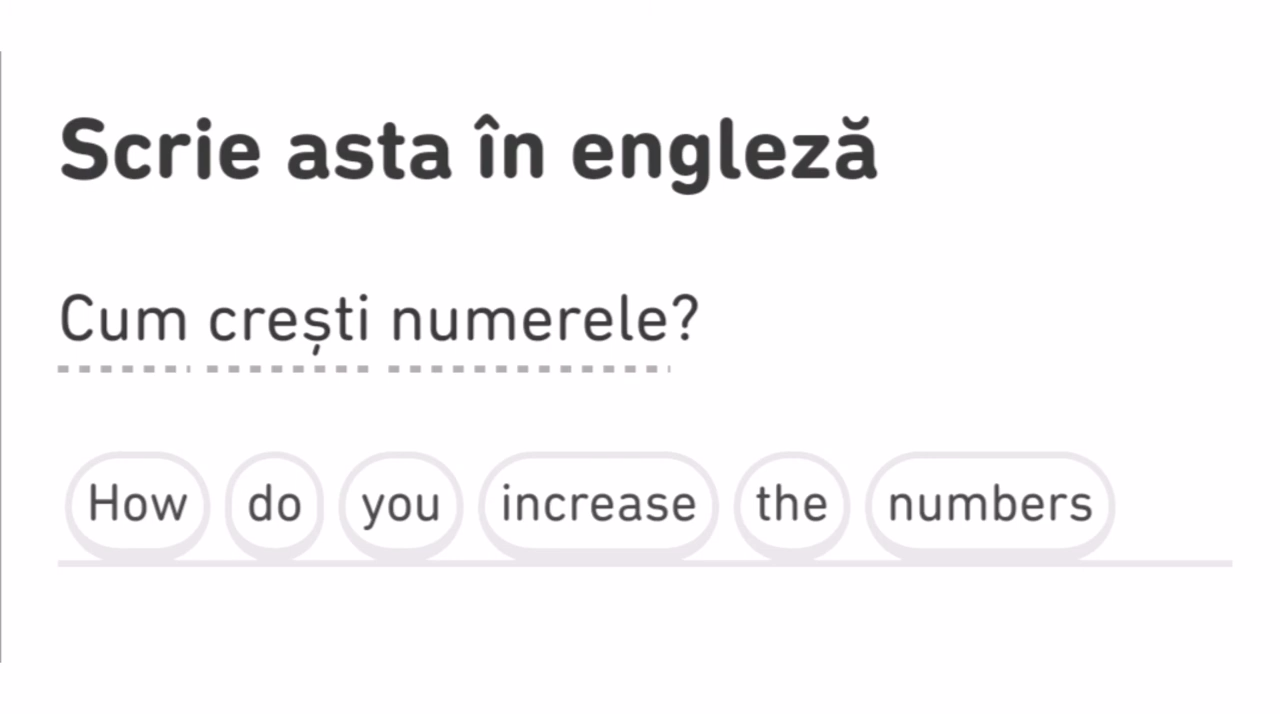 Scrie asta în engleză
Cum crești numerele?
How do you increase the numbers